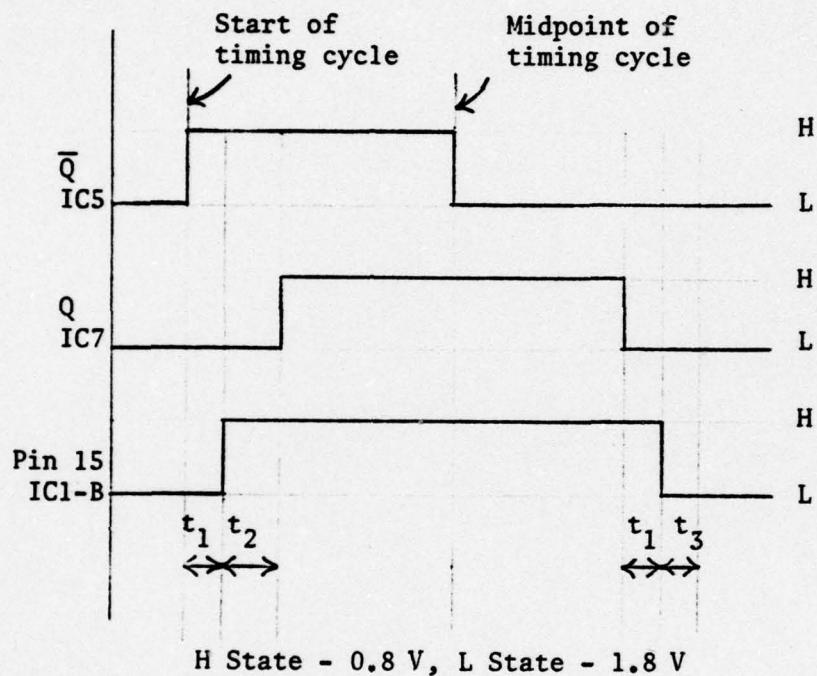 Start of
timing cycle
Midpoint of
timing cycle
H
Q̅
IC5
L
H
Q
IC7
L
H
Pin 15
IC1-B
L
t₁ t₂ t₁ t₃
H State - 0.8 V, L State - 1.8 V